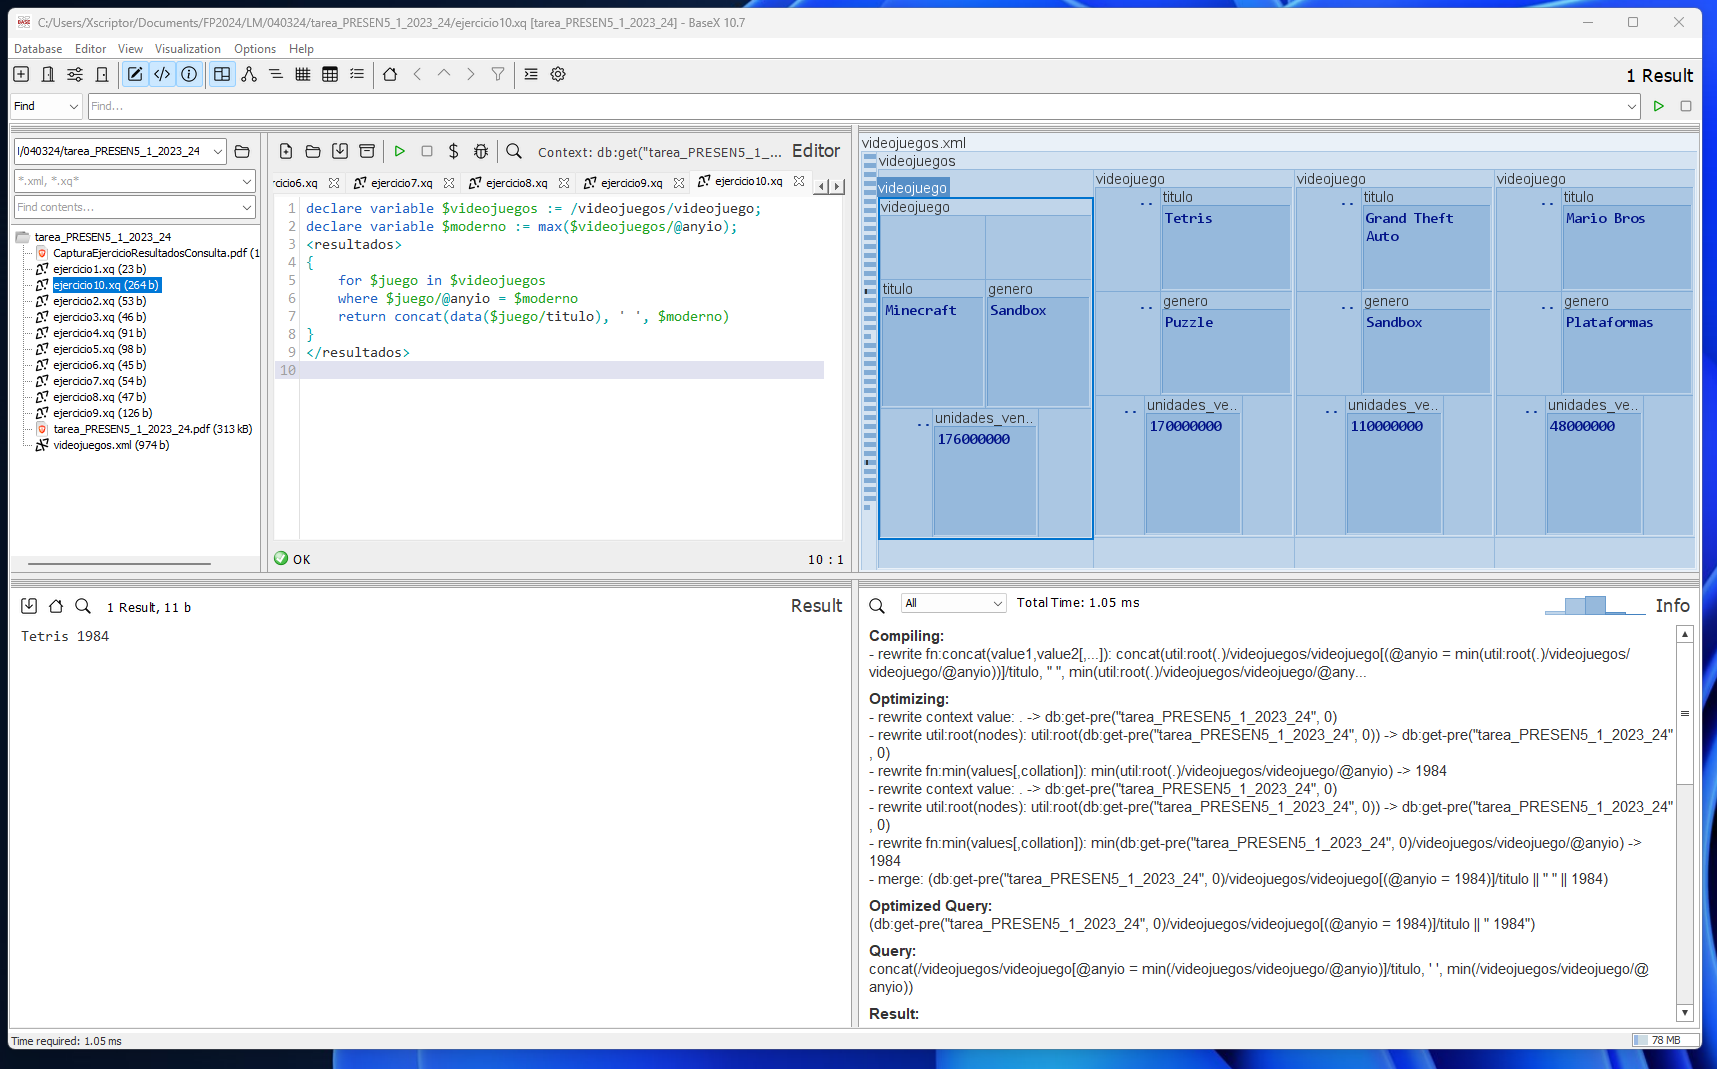 C:/Users/Xscriptor/Documents/FP2024/LM/040324/tarea_PRESEN5_1_2023_24/ejercicio10.xq [tarea_PRESEN5_1_2023_24] - BaseX 10.7
Database Editor View Visualization Options Help
1 Result
Find
Find...
I/040324/tarea_PRESEN5_1_2023_24
*.xml, *.xq*
Find contents...
tarea_PRESEN5_1_2023_24
CapturaEjercicioResultadosConsulta.pdf (1
ejercicio1.xq (23 b)
ejercicio10.xq (264 b)
ejercicio2.xq (53 b)
ejercicio3.xq (46 b)
ejercicio4.xq (91 b)
ejercicio5.xq (98 b)
ejercicio6.xq (45 b)
ejercicio7.xq (54 b)
ejercicio8.xq (47 b)
ejercicio9.xq (126 b)
tarea_PRESEN5_1_2023_24.pdf (313 kB)
videojuegos.xml (974 b)
Context: db:get("tarea_PRESEN5_1_...
Editor
rcicio6.xq ejercicio7.xq ejercicio8.xq ejercicio9.xq ejercicio10.xq
1 declare variable $videojuegos := /videojuegos/videojuego;
2 declare variable $moderno := max($videojuegos/@anyio);
3 <resultados>
4 {
5 for $juego in $videojuegos
6 where $juego/@anyio = $moderno
7 return concat(data($juego/titulo), ' ', $moderno)
8 }
9 </resultados>
10
OK
10 : 1
videojuegos.xml
videojuegos
videojuego
videojuego
titulo
Minecraft
genero
Sandbox
..
unidades_ven..
176000000
videojuego
..
titulo
Tetris
..
genero
Puzzle
..
unidades_ve..
170000000
videojuego
..
titulo
Grand Theft
Auto
..
genero
Sandbox
..
unidades_ve..
110000000
videojuego
..
titulo
Mario Bros
..
genero
Plataformas
..
unidades_ve..
48000000
1 Result, 11 b
Result
Tetris 1984
All
Total Time: 1.05 ms
Info
Compiling:
- rewrite fn:concat(value1,value2[,...]): concat(util:root(.)/videojuegos/videojuego[(@anyio = min(util:root(.)/videojuegos/
videojuego/@anyio))]/titulo, " ", min(util:root(.)/videojuegos/videojuego/@any...
Optimizing:
- rewrite context value: . -> db:get-pre("tarea_PRESEN5_1_2023_24", 0)
- rewrite util:root(nodes): util:root(db:get-pre("tarea_PRESEN5_1_2023_24", 0)) -> db:get-pre("tarea_PRESEN5_1_2023_24"
, 0)
- rewrite fn:min(values[,collation]): min(util:root(.)/videojuegos/videojuego/@anyio) -> 1984
- rewrite context value: . -> db:get-pre("tarea_PRESEN5_1_2023_24", 0)
- rewrite util:root(nodes): util:root(db:get-pre("tarea_PRESEN5_1_2023_24", 0)) -> db:get-pre("tarea_PRESEN5_1_2023_24"
, 0)
- rewrite fn:min(values[,collation]): min(db:get-pre("tarea_PRESEN5_1_2023_24", 0)/videojuegos/videojuego/@anyio) ->
1984
- merge: (db:get-pre("tarea_PRESEN5_1_2023_24", 0)/videojuegos/videojuego[(@anyio = 1984)]/titulo || " " || 1984)
Optimized Query:
(db:get-pre("tarea_PRESEN5_1_2023_24", 0)/videojuegos/videojuego[(@anyio = 1984)]/titulo || " 1984")
Query:
concat(/videojuegos/videojuego[@anyio = min(/videojuegos/videojuego/@anyio)]/titulo, ' ', min(/videojuegos/videojuego/@
anyio))
Result:
Time required: 1.05 ms
78 MB